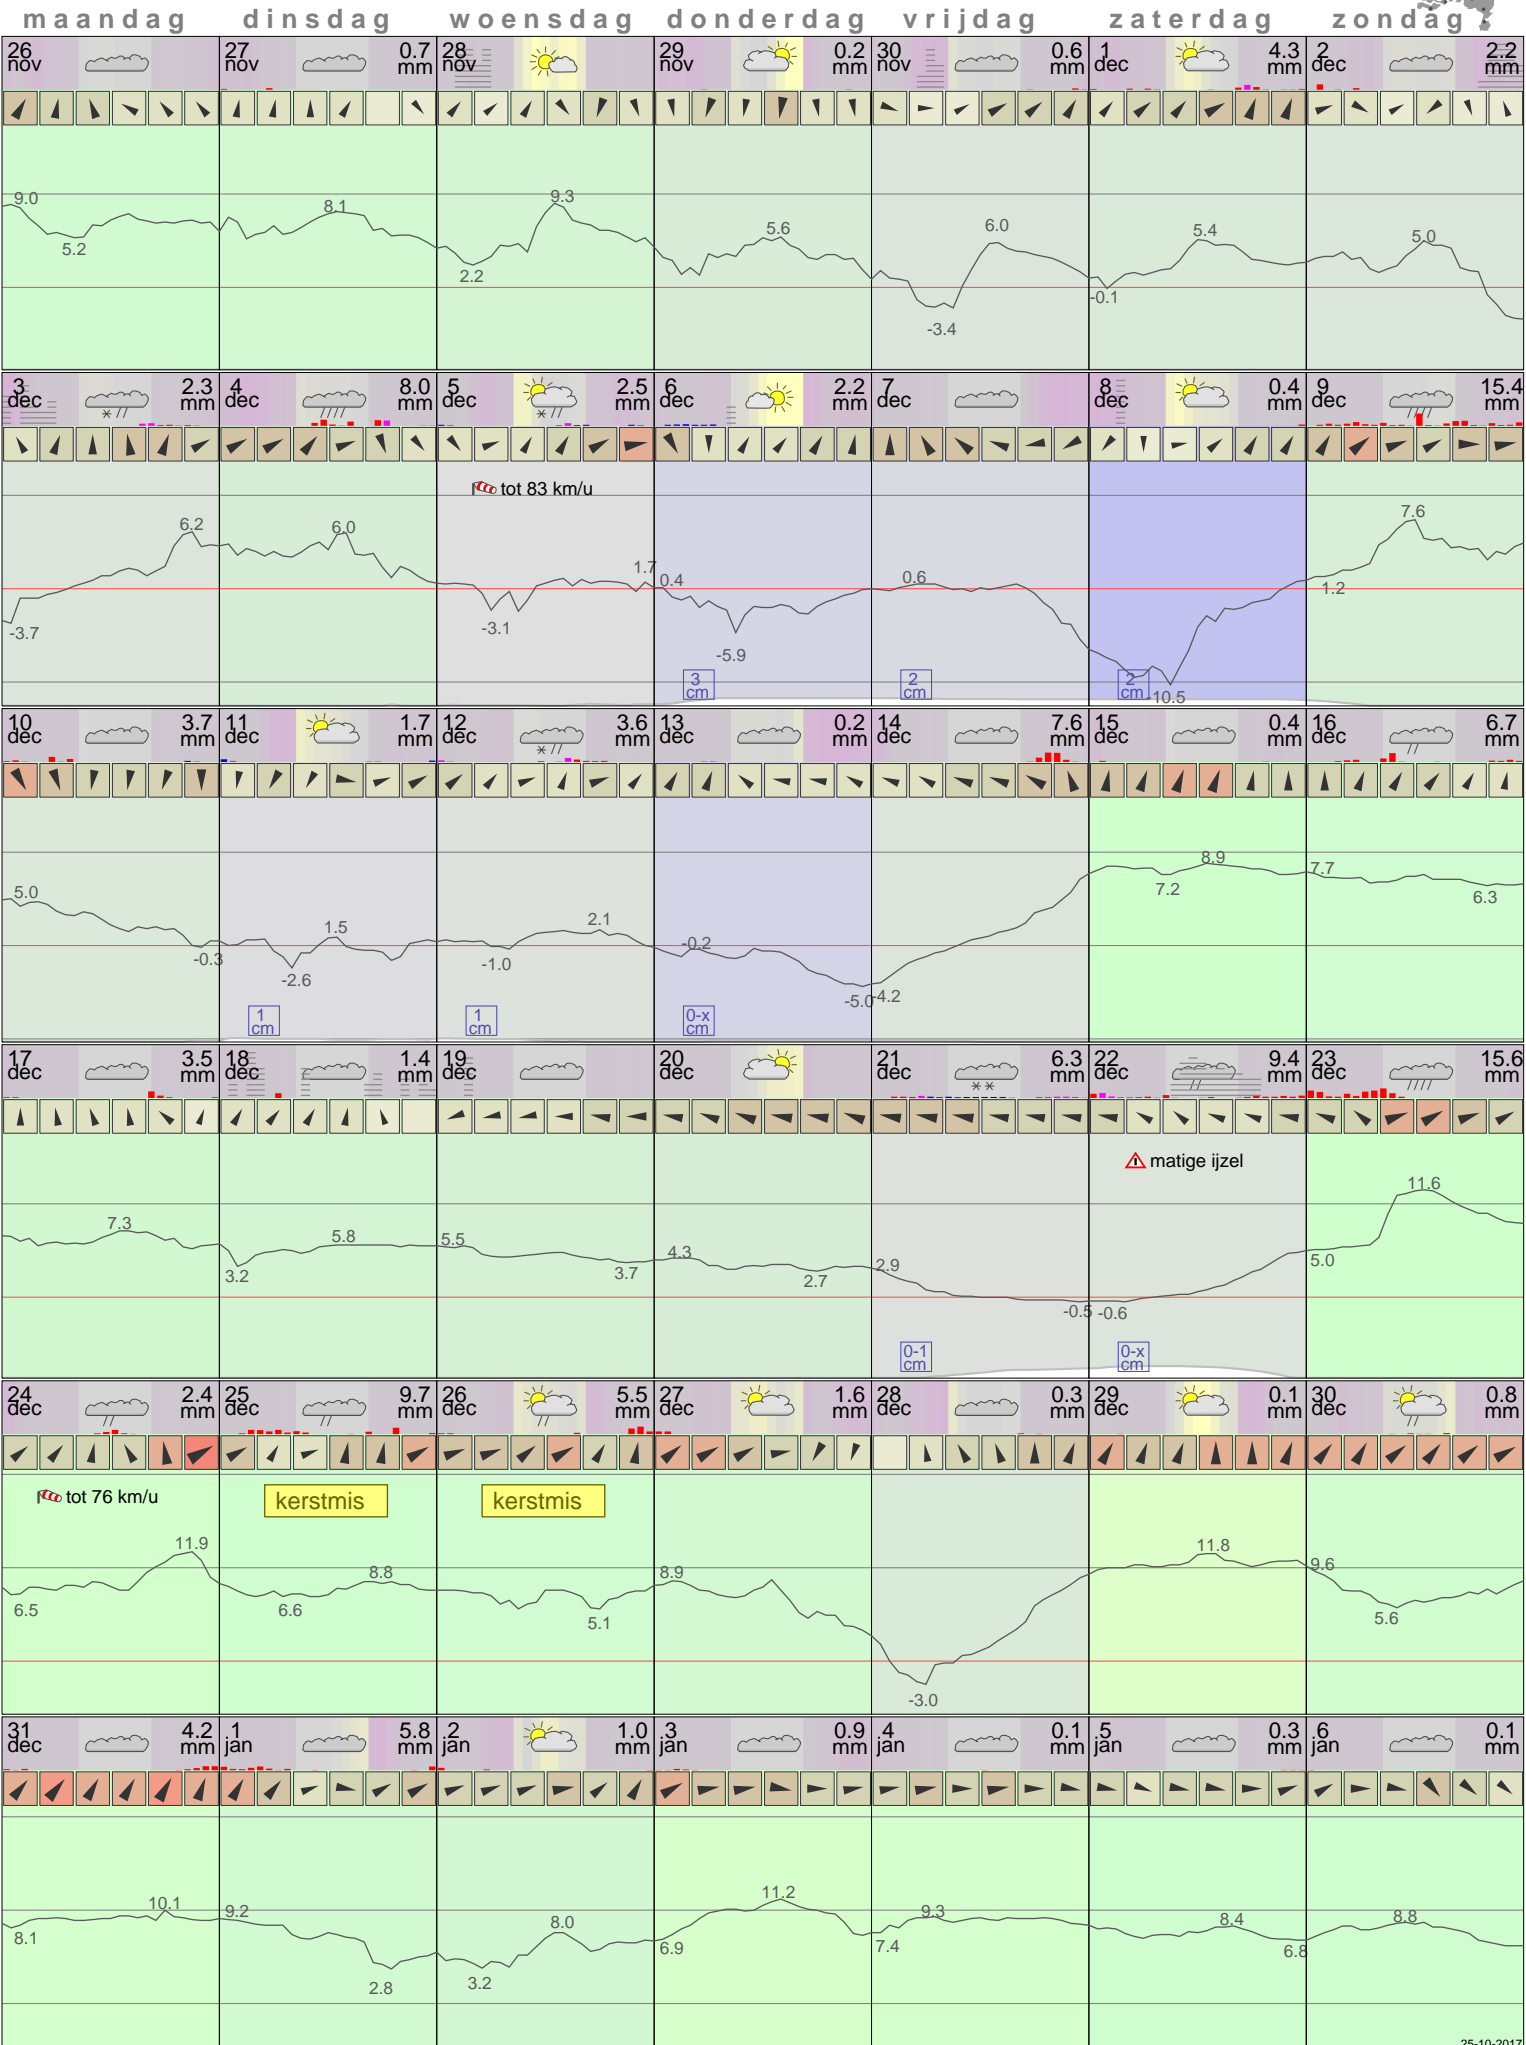 maandag dinsdag woensdag donderdag vrijdag zaterdag zondag
26 nov
27 nov 0.7 mm
28 nov
29 nov 0.2 mm
30 nov 0.6 mm
1 dec 4.3 mm
2 dec 2.2 mm
9.0 5.2 8.1 2.2 9.3 5.6 -3.4 6.0 -0.1 5.4 5.0
3 dec 2.3 mm
4 dec 8.0 mm
5 dec 2.5 mm
6 dec 2.2 mm
7 dec
8 dec 0.4 mm
9 dec 15.4 mm
tot 83 km/u
-3.7 6.2 6.0 -3.1 1.7 0.4 -5.9 0.6 -10.5 1.2 7.6
3 cm
2 cm
2 cm
10 dec 3.7 mm
11 dec 1.7 mm
12 dec 3.6 mm
13 dec 0.2 mm
14 dec 7.6 mm
15 dec 0.4 mm
16 dec 6.7 mm
5.0 -0.3 -2.6 1.5 -1.0 2.1 -0.2 -5.0 -4.2 7.2 8.9 7.7 6.3
1 cm
1 cm
0-x cm
17 dec 3.5 mm
18 dec 1.4 mm
19 dec
20 dec
21 dec 6.3 mm
22 dec 9.4 mm
23 dec 15.6 mm
matige ijzel
7.3 3.2 5.8 5.5 3.7 4.3 2.7 2.9 -0.5 -0.6 5.0 11.6
0-1 cm
0-x cm
24 dec 2.4 mm
25 dec 9.7 mm
26 dec 5.5 mm
27 dec 1.6 mm
28 dec 0.3 mm
29 dec 0.1 mm
30 dec 0.8 mm
tot 76 km/u
kerstmis
kerstmis
6.5 11.9 6.6 8.8 5.1 8.9 -3.0 11.8 9.6 5.6
31 dec 4.2 mm
1 jan 5.8 mm
2 jan 1.0 mm
3 jan 0.9 mm
4 jan 0.1 mm
5 jan 0.3 mm
6 jan 0.1 mm
8.1 10.1 9.2 2.8 3.2 8.0 6.9 11.2 7.4 9.3 8.4 6.8 8.8
25-10-2017